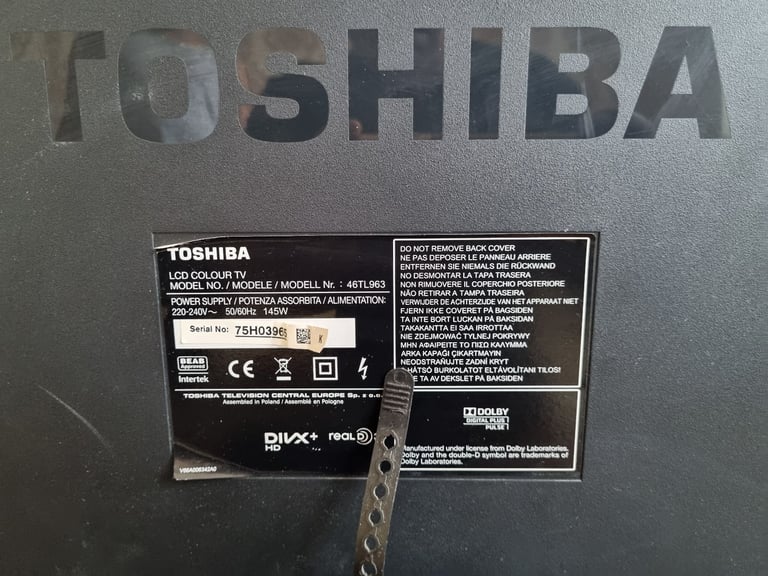 TOSHIBA
TOSHIBA
LCD COLOUR TV
MODEL NO. / MODELE / MODELL Nr. : 46TL963
POWER SUPPLY / POTENZA ASSORBITA / ALIMENTATION:
220-240V～ 50/60Hz 145W
Serial No: 75H0396
BEAB
Approved
Intertek
CE
TOSHIBA TELEVISION CENTRAL EUROPE Sp. z o.o.
Assembled in Poland / Assemblé en Pologne
DIVX+
HD
real D
V66A006342A0
DO NOT REMOVE BACK COVER
NE PAS DEPOSER LE PANNEAU ARRIERE
ENTFERNEN SIE NIEMALS DIE RÜCKWAND
NO DESMONTAR LA TAPA TRASERA
NON RIMUOVERE IL COPERCHIO POSTERIORE
NÃO RETIRAR A TAMPA TRASEIRA
VERWIJDER DE ACHTERZIJDE VAN HET APPARAAT NIET
FJERN IKKE COVERET PÅ BAGSIDEN
TA INTE BORT LUCKAN PÅ BAKSIDAN
TAKAKANTTA EI SAA IRROTTAA
NIE ZDEJMOWAĆ TYLNEJ POKRYWY
ΜΗΝ ΑΦΑΙΡΕΙΤΕ ΤΟ ΠΙΣΩ ΚΑΛΥΜΜΑ
ARKA KAPAĞI ÇIKARTMAYIN
NEODSTRAŇUJTE ZADNÍ KRYT
HÁTSÓ BURKOLATOT ELTÁVOLÍTANI TILOS!
TA AV DEKSLET PÅ BAKSIDEN
DOLBY
DIGITAL PLUS
PULSE
Manufactured under license from Dolby Laboratories.
Dolby and the double-D symbol are trademarks of
Dolby Laboratories.